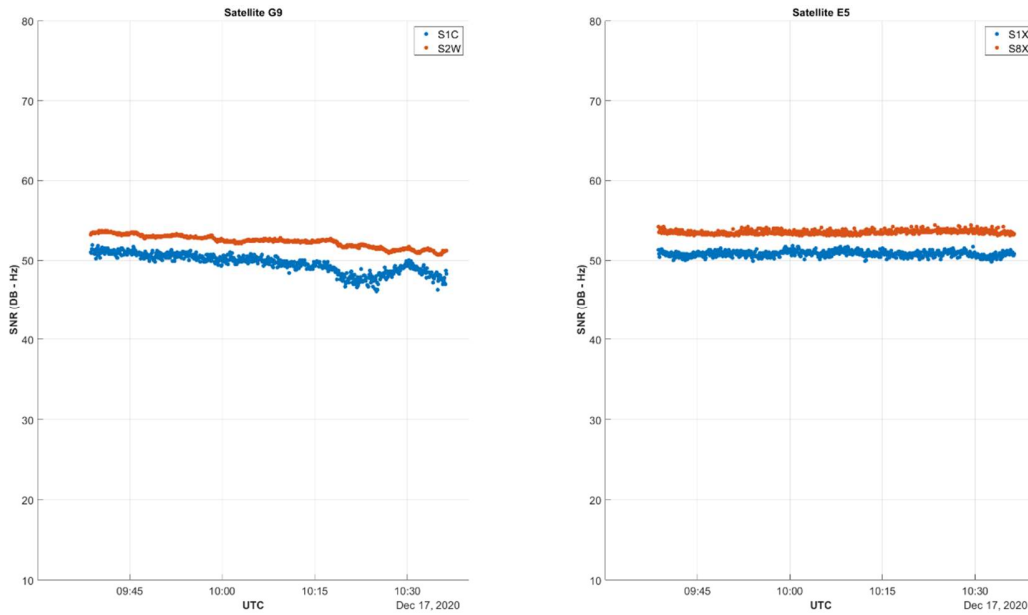 Satellite G9
80
70
60
50
40
30
20
10
SNR (DB - Hz)
S1C
S2W
09:45
10:00
10:15
10:30
UTC
Dec 17, 2020
Satellite E5
80
70
60
50
40
30
20
10
SNR (DB - Hz)
S1X
S8X
09:45
10:00
10:15
10:30
UTC
Dec 17, 2020